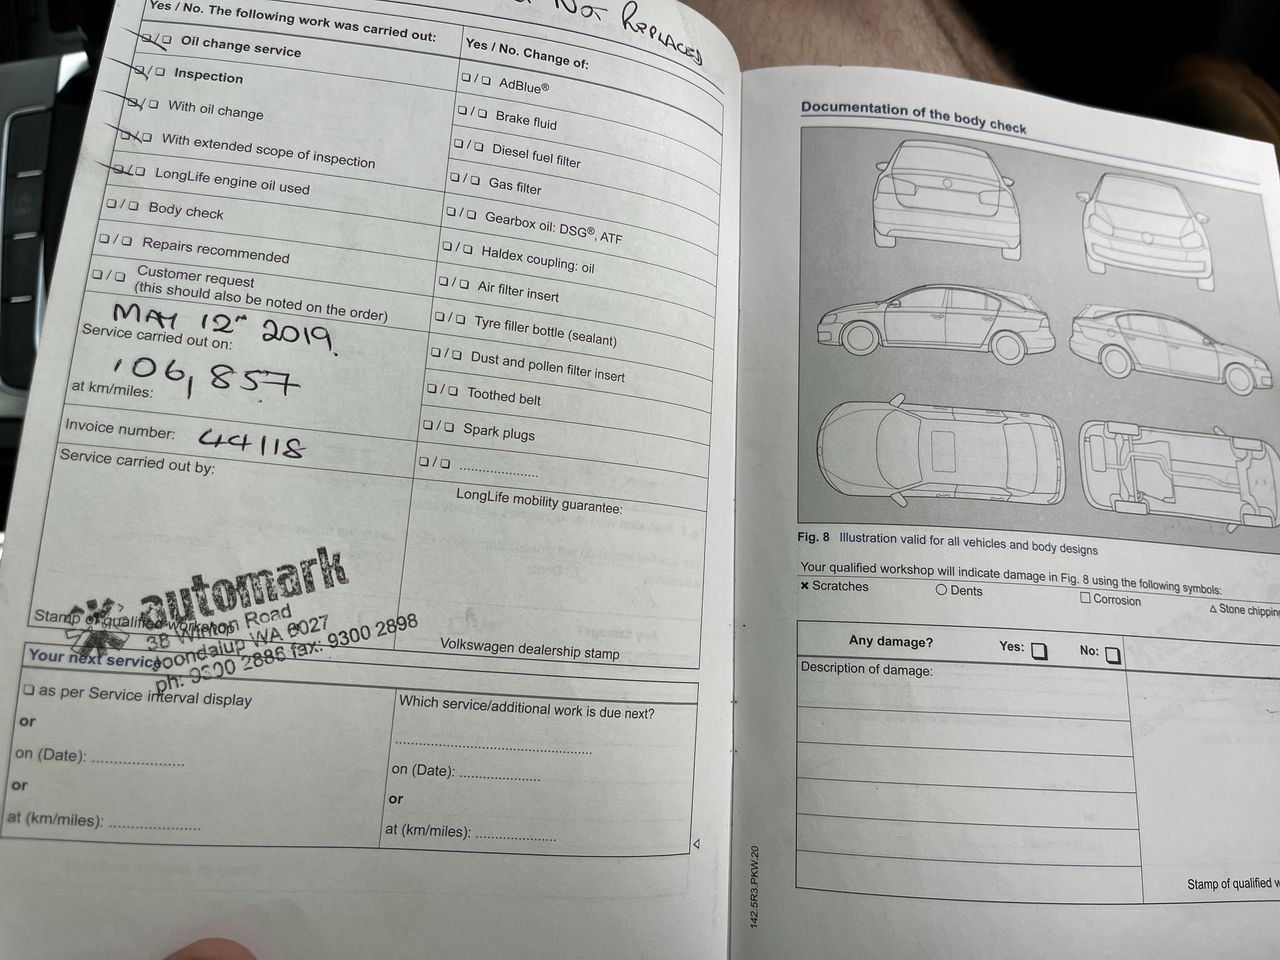 Not Replaced
Yes / No. The following work was carried out:
❑/❑ Oil change service
❑/❑ Inspection
❑/❑ With oil change
❑/❑ With extended scope of inspection
❑/❑ LongLife engine oil used
❑/❑ Body check
❑/❑ Repairs recommended
❑/❑ Customer request
(this should also be noted on the order)
MAY 12th 2019.
Service carried out on:
106,857
at km/miles:
Invoice number: 44118
Service carried out by:
automark
38 Winton Road
Joondalup WA 6027
ph: 9300 2886 fax: 9300 2898
Stamp of qualified workshop
Yes / No. Change of:
❑/❑ AdBlue®
❑/❑ Brake fluid
❑/❑ Diesel fuel filter
❑/❑ Gas filter
❑/❑ Gearbox oil: DSG®, ATF
❑/❑ Haldex coupling: oil
❑/❑ Air filter insert
❑/❑ Tyre filler bottle (sealant)
❑/❑ Dust and pollen filter insert
❑/❑ Toothed belt
❑/❑ Spark plugs
❑/❑ ......................
LongLife mobility guarantee:
Volkswagen dealership stamp
Your next service
❑ as per Service interval display
or
on (Date): ......................
or
at (km/miles): ......................
Which service/additional work is due next?
..............................................
on (Date): ...................
or
at (km/miles): ...................
Documentation of the body check
Fig. 8 Illustration valid for all vehicles and body designs
Your qualified workshop will indicate damage in Fig. 8 using the following symbols:
× Scratches ○ Dents □ Corrosion △ Stone chipping
Any damage? Yes: ❑ No: ❑
Description of damage:
Stamp of qualified w
142.5R3.PKW.20